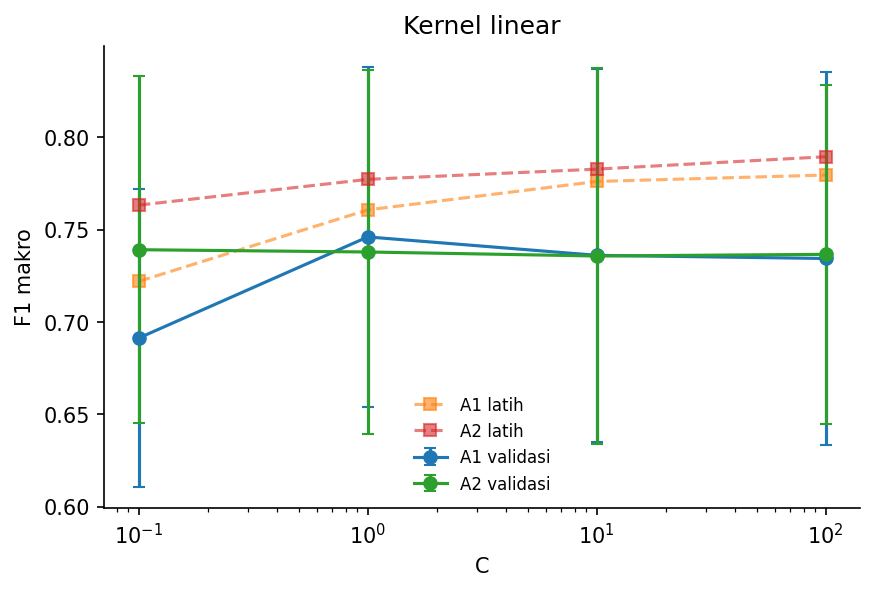 Kernel linear
F1 makro
0.80
0.75
0.70
0.65
0.60
A1 latih
A2 latih
A1 validasi
A2 validasi
10⁻¹
10⁰
10¹
10²
C